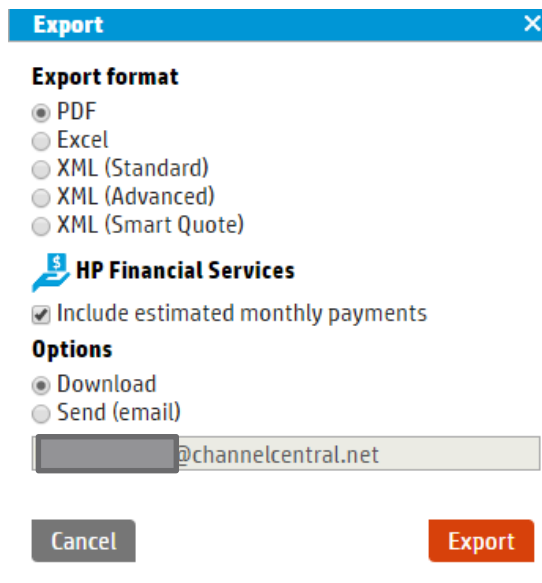 Export
Export format
PDF
Excel
XML (Standard)
XML (Advanced)
XML (Smart Quote)
$ HP Financial Services
Include estimated monthly payments
Options
Download
Send (email)
@channelcentral.net
Cancel Export